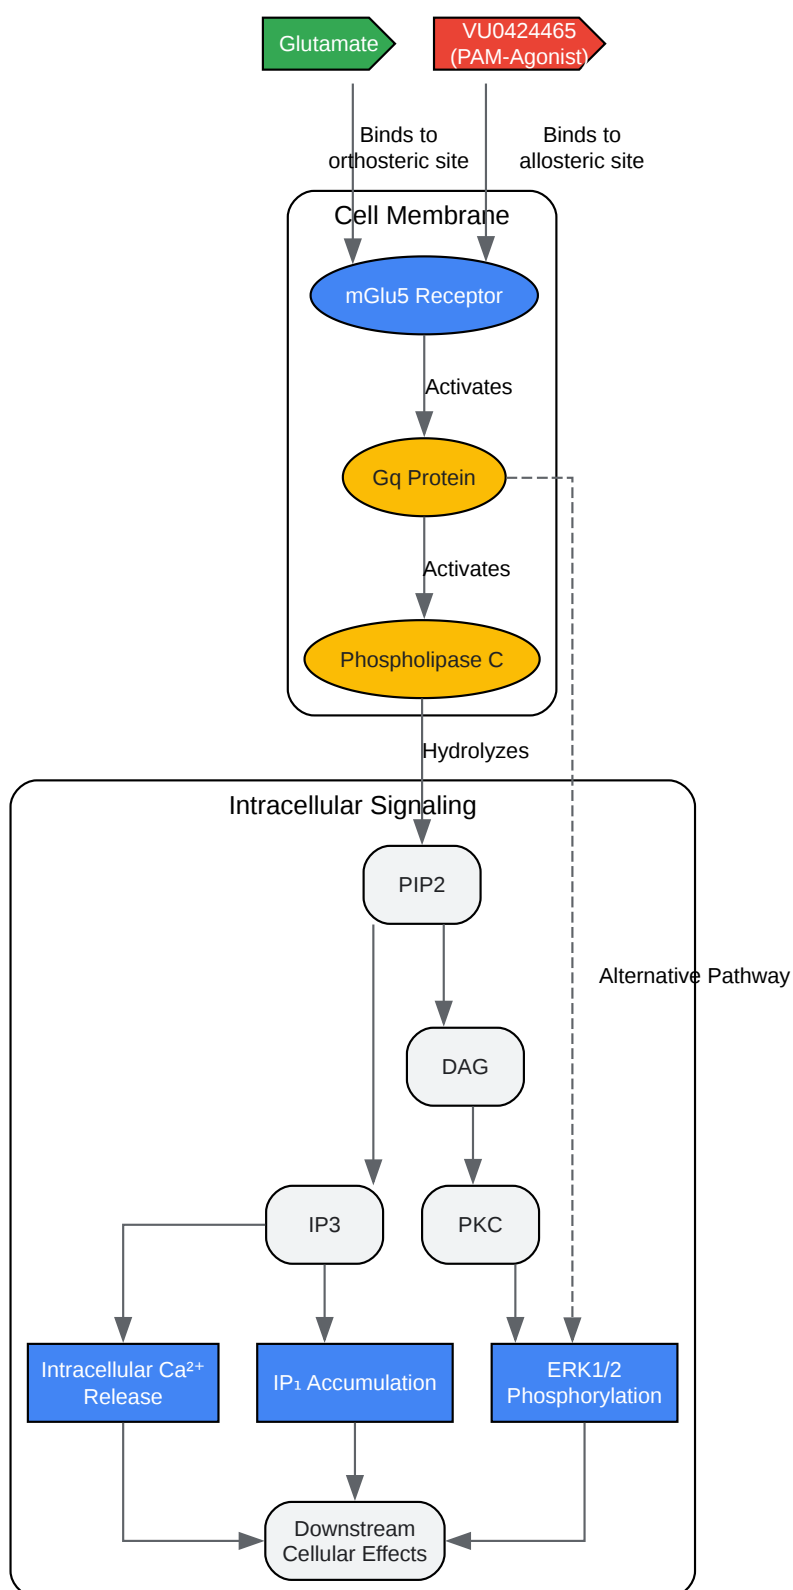 Glutamate
VU0424465
(PAM-Agonist)
Binds to
orthosteric site
Binds to
allosteric site
Cell Membrane
mGlu5 Receptor
Activates
Gq Protein
Activates
Phospholipase C
Hydrolyzes
Intracellular Signaling
PIP2
Alternative Pathway
DAG
IP3
PKC
Intracellular Ca²⁺
Release
IP₁ Accumulation
ERK1/2
Phosphorylation
Downstream
Cellular Effects